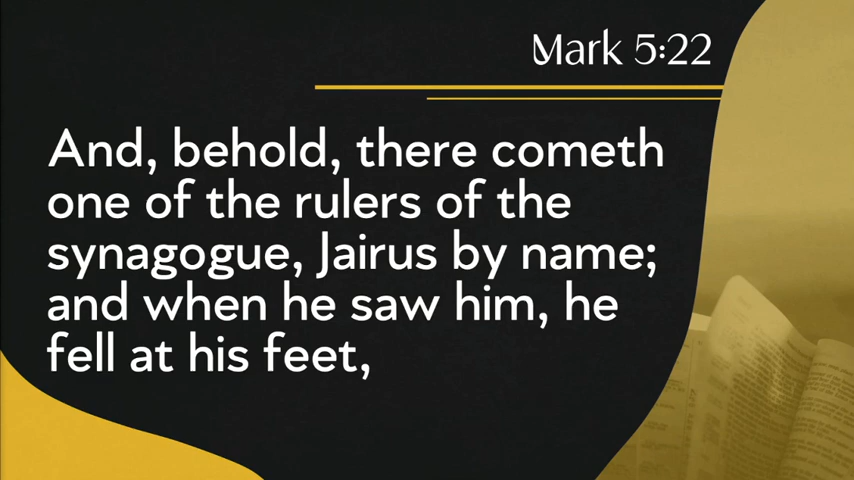 Mark 5:22
And, behold, there cometh
one of the rulers of the
synagogue, Jairus by name;
and when he saw him, he
fell at his feet,